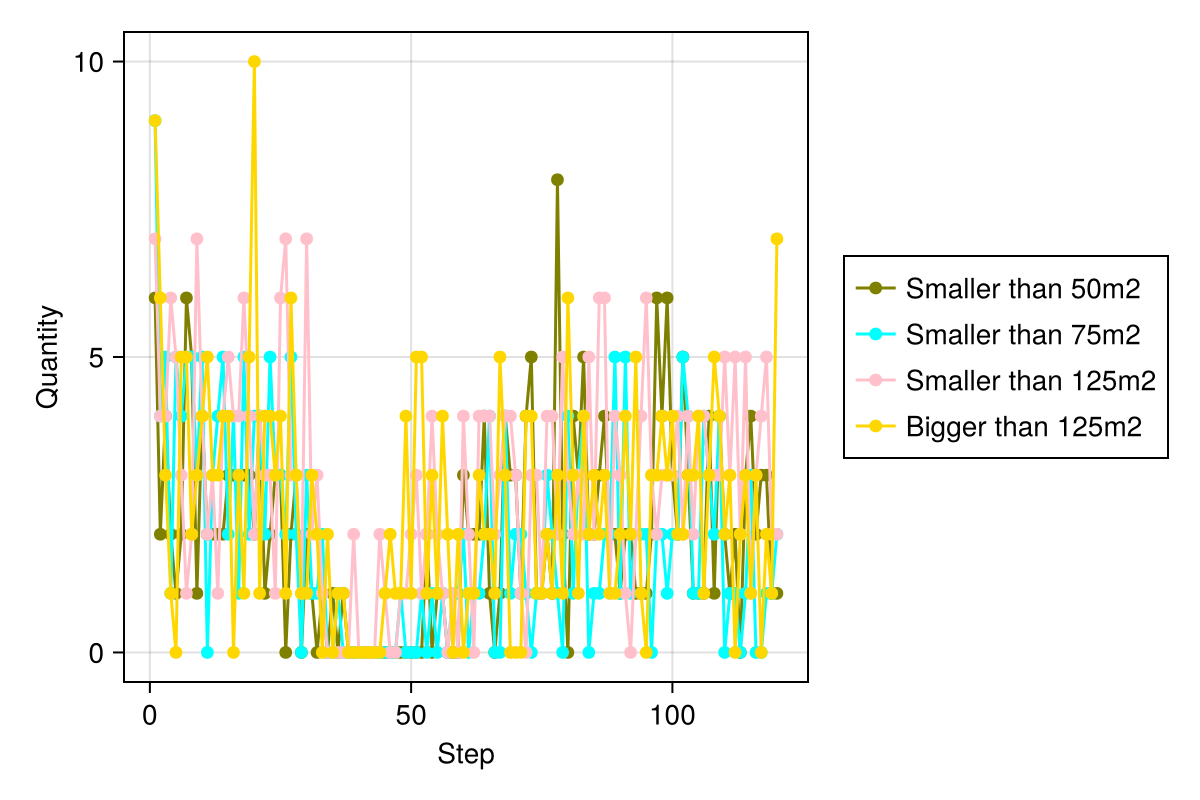 10
5
0
Quantity
0
50
100
Step
Smaller than 50m2
Smaller than 75m2
Smaller than 125m2
Bigger than 125m2